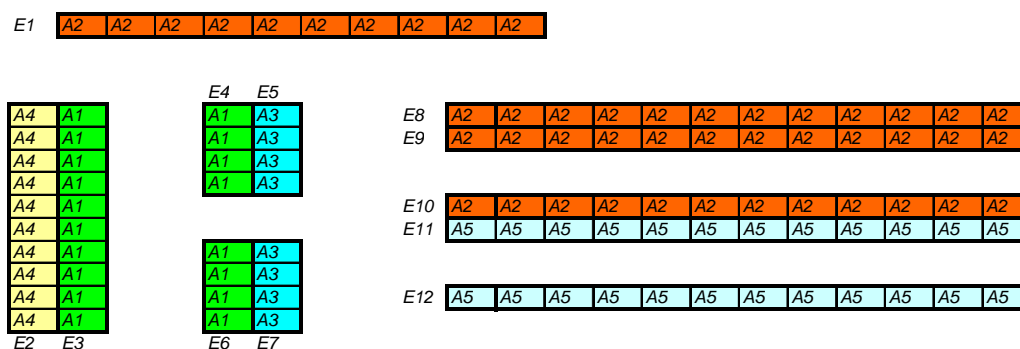 E1 A2 A2 A2 A2 A2 A2 A2 A2 A2 A2
E4 E5
A4 A1 A1 A3 E8 A2 A2 A2 A2 A2 A2 A2 A2 A2 A2 A2 A2
A4 A1 A1 A3 E9 A2 A2 A2 A2 A2 A2 A2 A2 A2 A2 A2 A2
A4 A1 A1 A3
A4 A1 A1 A3
A4 A1 E10 A2 A2 A2 A2 A2 A2 A2 A2 A2 A2 A2 A2
A4 A1 E11 A5 A5 A5 A5 A5 A5 A5 A5 A5 A5 A5 A5
A4 A1 A1 A3
A4 A1 A1 A3
A4 A1 A1 A3 E12 A5 A5 A5 A5 A5 A5 A5 A5 A5 A5 A5 A5
A4 A1 A1 A3
E2 E3 E6 E7